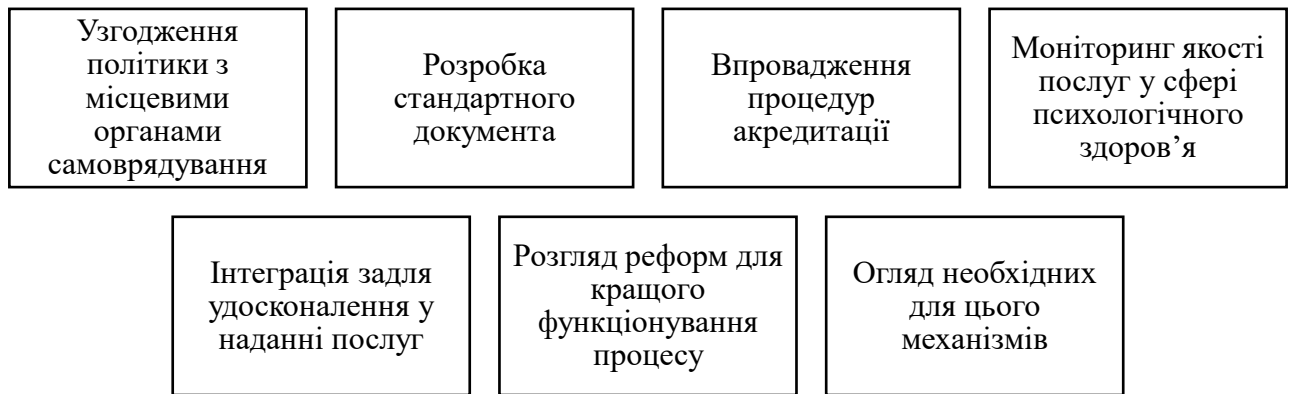 Узгодження
політики з
місцевими
органами
самоврядування
Розробка
стандартного
документа
Впровадження
процедур
акредитації
Моніторинг якості
послуг у сфері
психологічного
здоров’я
Інтеграція задля
удосконалення у
наданні послуг
Розгляд реформ для
кращого
функціонування
процесу
Огляд необхідних
для цього
механізмів